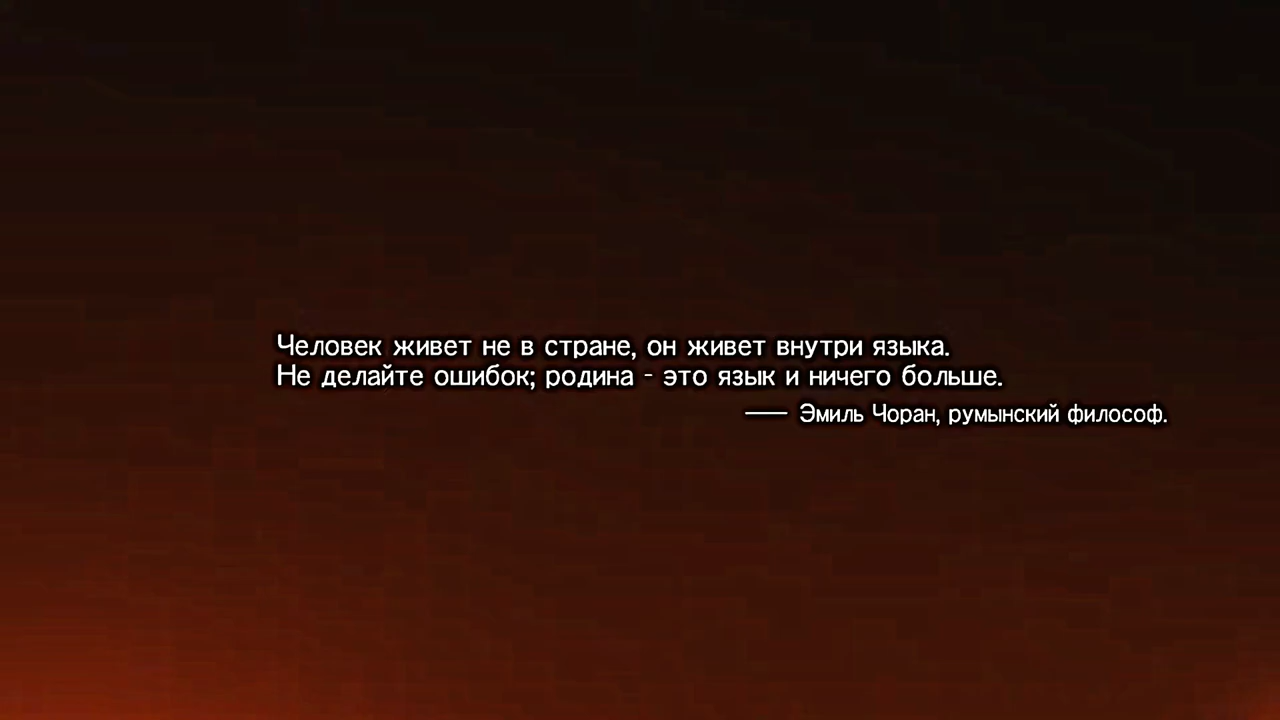 Человек живет не в стране, он живет внутри языка.
Не делайте ошибок; родина - это язык и ничего больше.
—— Эмиль Чоран, румынский философ.